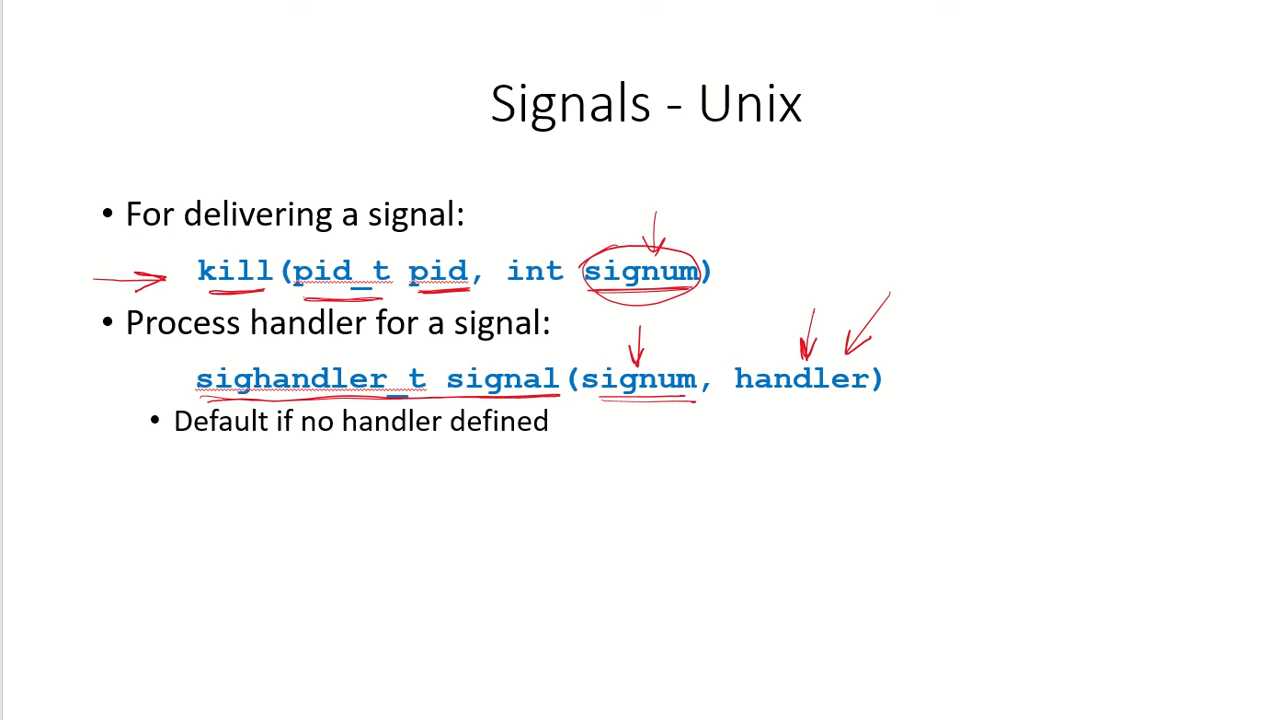 Signals - Unix
• For delivering a signal:
kill(pid_t pid, int signum)
• Process handler for a signal:
sighandler_t signal(signum, handler)
• Default if no handler defined